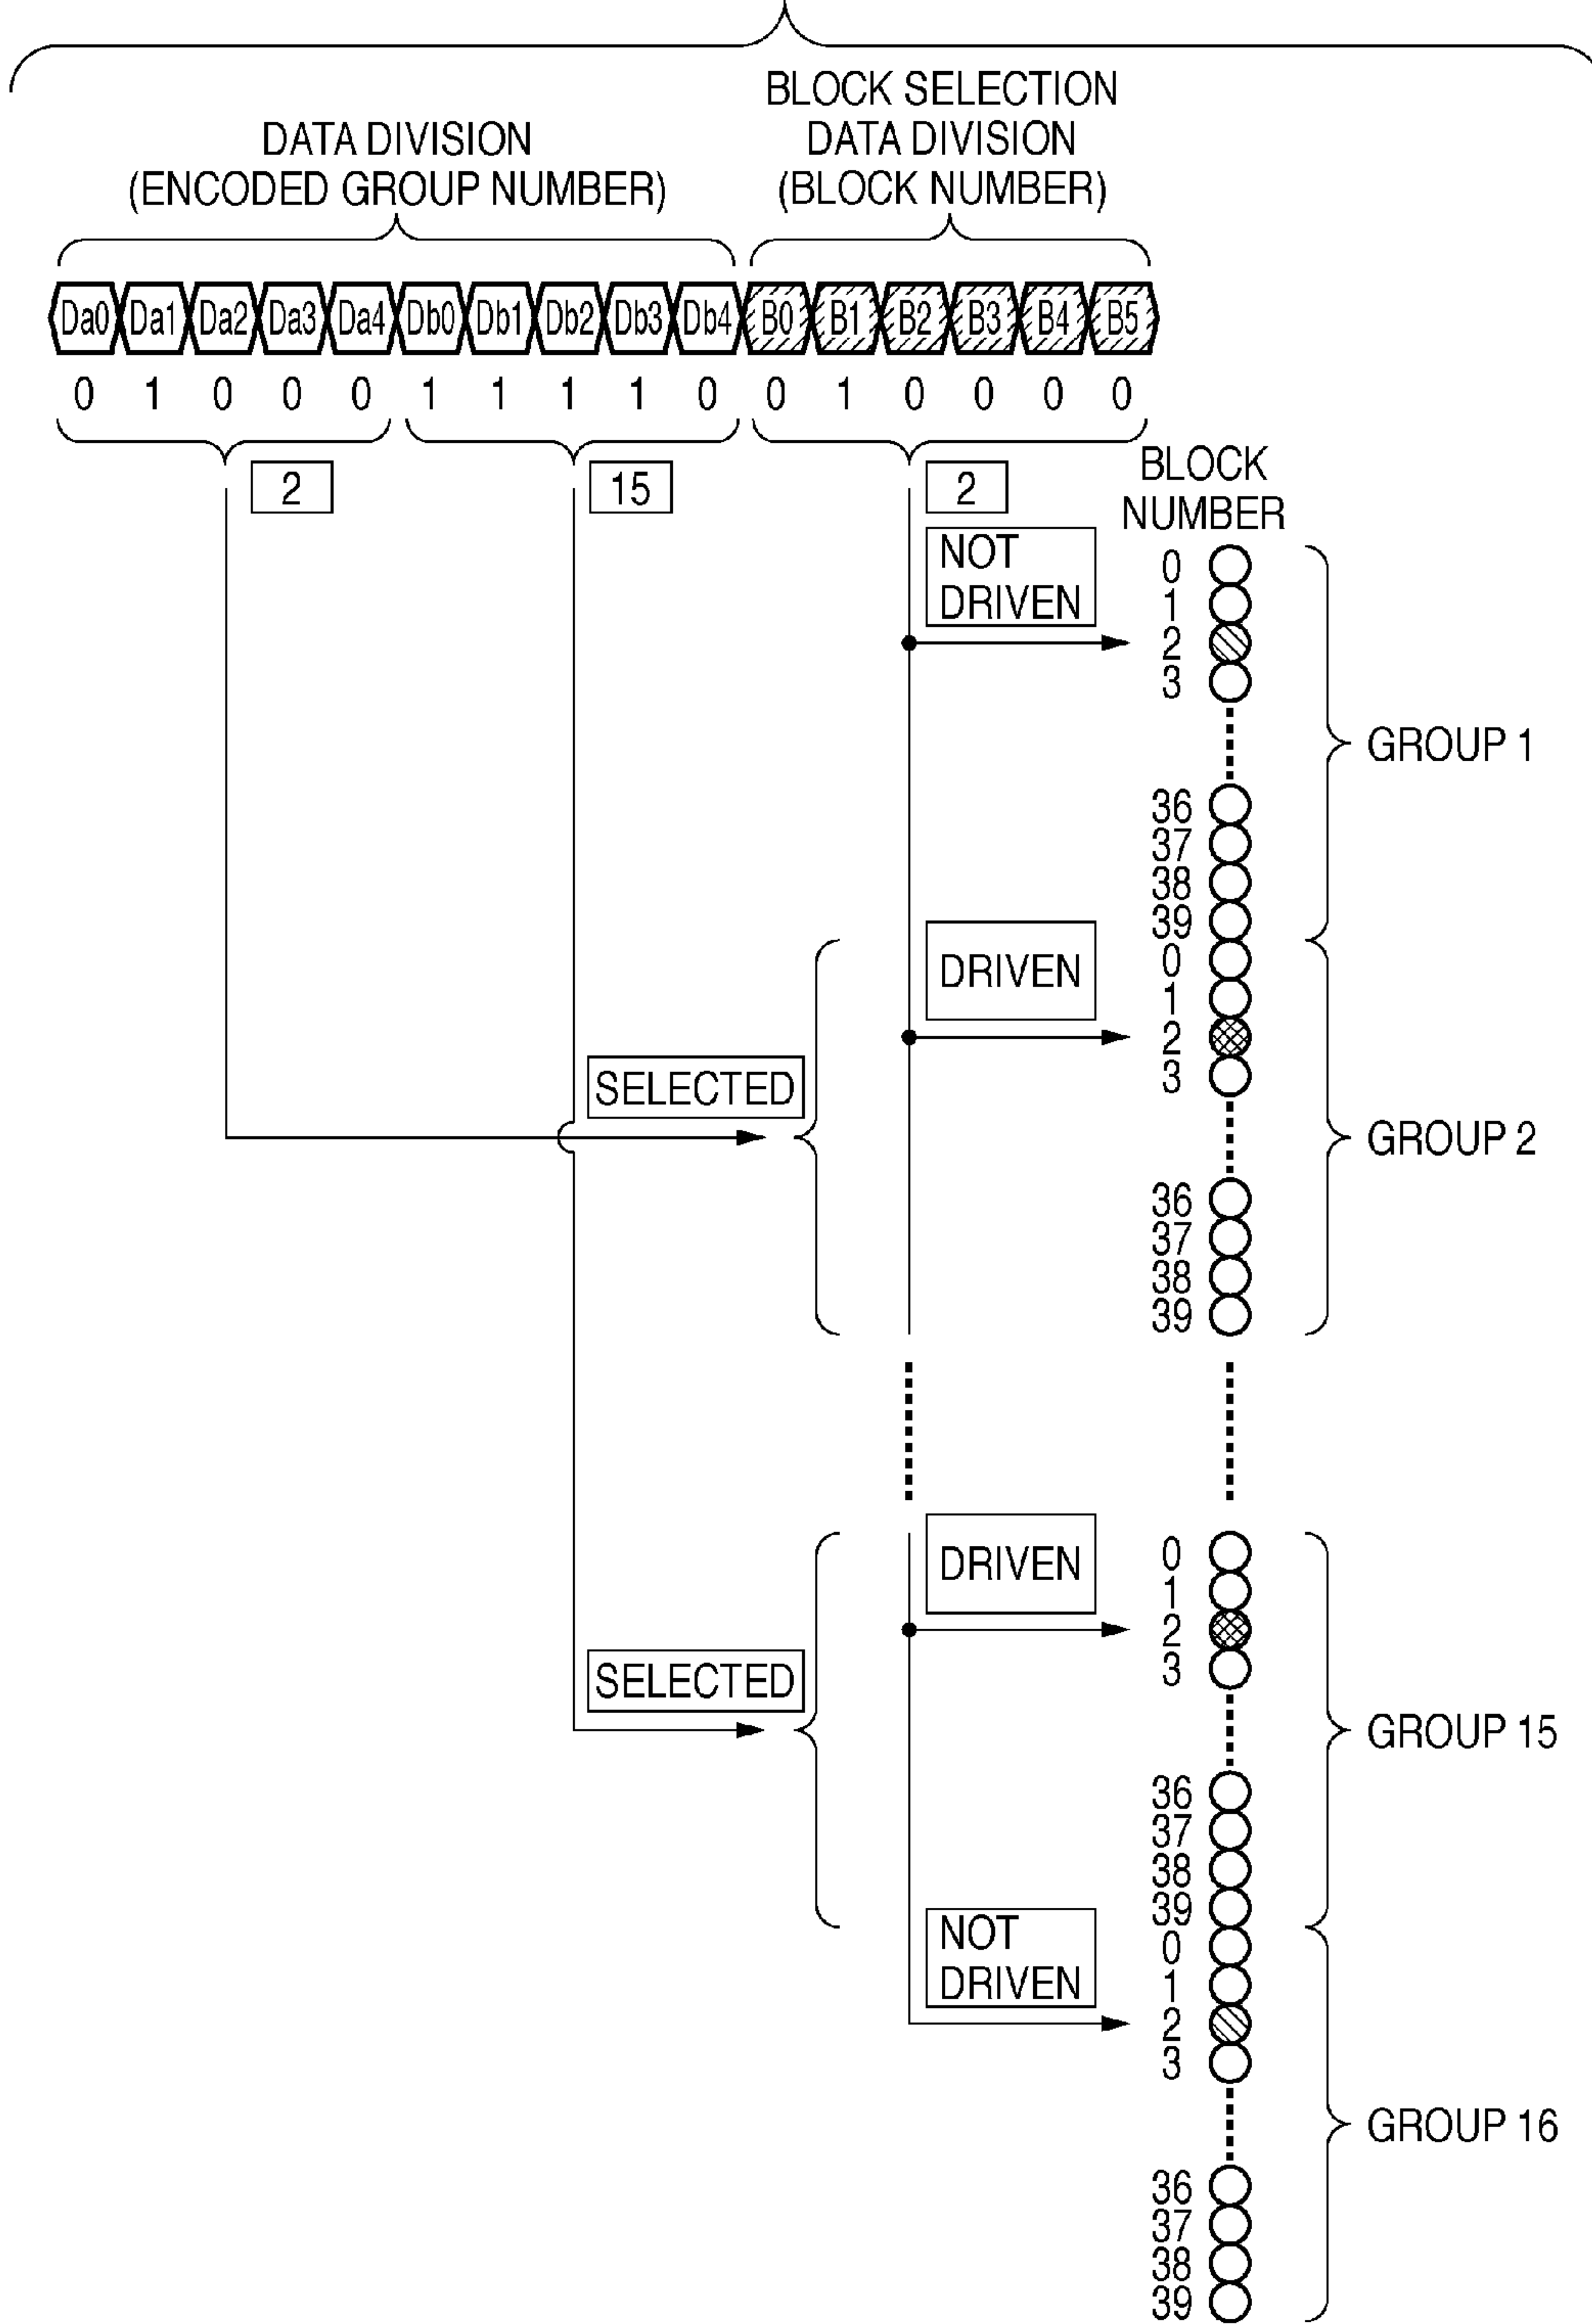 BLOCK SELECTION
DATA DIVISION
DATA DIVISION
(ENCODED GROUP NUMBER)
(BLOCK NUMBER)
Da0 Da1 Da2 Da3 Da4 Db0 Db1 Db2 Db3 Db4 B0 B1 B2 B3 B4 B5
0 1 0 0 0 1 1 1 1 0 0 1 0 0 0 0
2
15
2
BLOCK
NUMBER
NOT
DRIVEN
0
1
2
3
GROUP 1
36
37
38
39
DRIVEN
0
1
2
3
SELECTED
GROUP 2
36
37
38
39
DRIVEN
0
1
2
3
SELECTED
GROUP 15
36
37
38
39
NOT
DRIVEN
0
1
2
3
GROUP 16
36
37
38
39